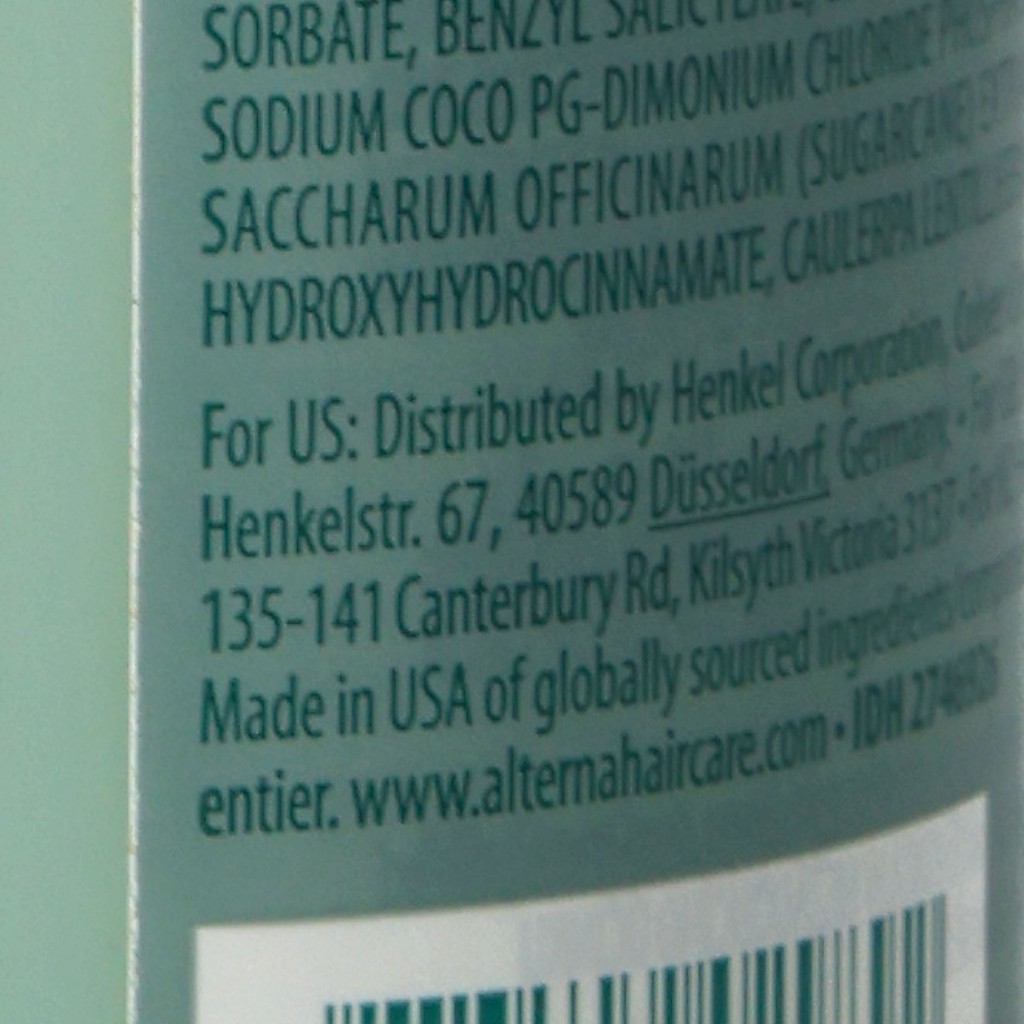 SORBATE, BENZYL SALICYLATE,
SODIUM COCO PG-DIMONIUM CHLORIDE
SACCHARUM OFFICINARUM (SUGARCANE)
HYDROXYHYDROCINNAMATE, CAULERPA
For US: Distributed by Henkel Corporation,
Henkelstr. 67, 40589 Düsseldorf, Germany •
135-141 Canterbury Rd, Kilsyth Victoria 3137 •
Made in USA of globally sourced ingredients
entier. www.alternahaircare.com • IDH